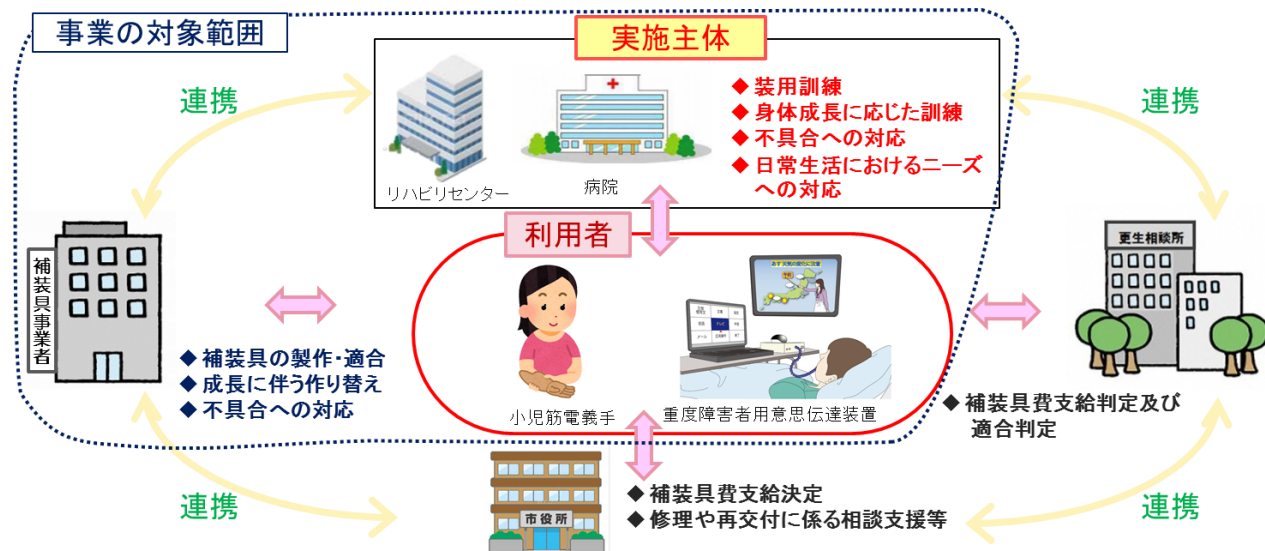 事業の対象範囲
実施主体
連携
連携
◆ 装用訓練
◆ 身体成長に応じた訓練
◆ 不具合への対応
◆ 日常生活におけるニーズ
への対応
リハビリセンター
病院
利用者
補装具事業者
更生相談所
◆ 補装具の製作・適合
◆ 成長に伴う作り替え
◆ 不具合への対応
小児筋電義手
重度障害者用意思伝達装置
◆ 補装具費支給判定及び
適合判定
連携
連携
市役所
◆ 補装具費支給決定
◆ 修理や再交付に係る相談支援等